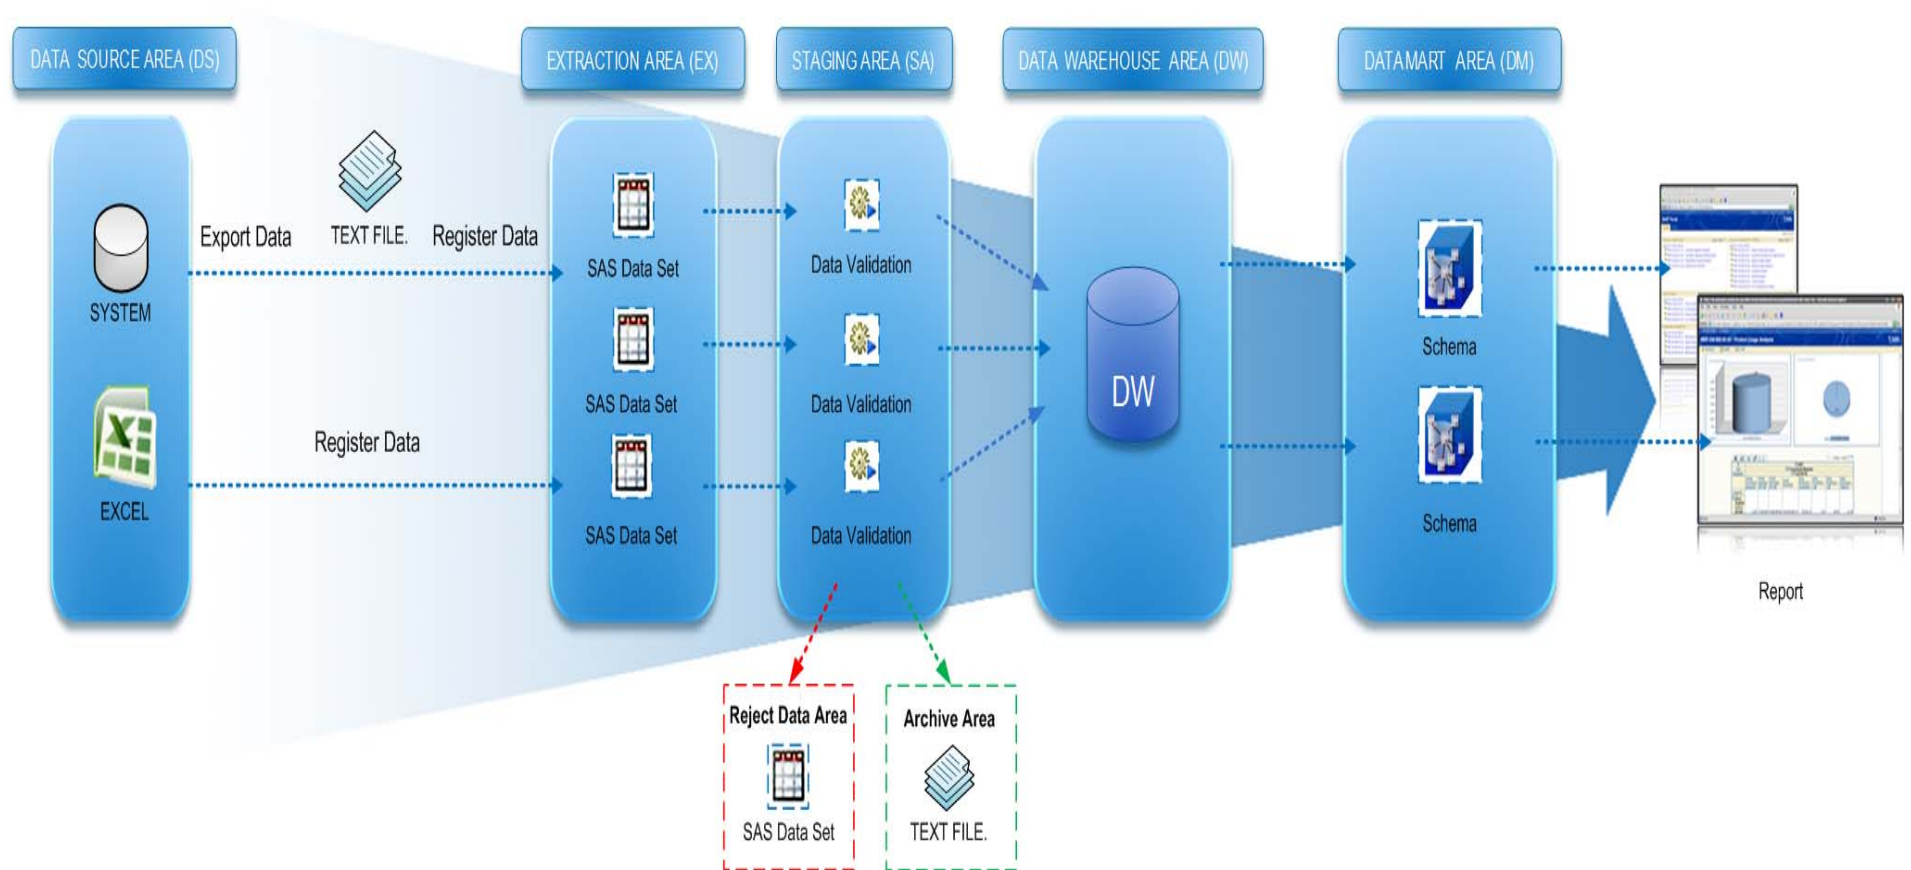 DATA SOURCE AREA (DS)
EXTRACTION AREA (EX)
STAGING AREA (SA)
DATA WAREHOUSE AREA (DW)
DATAMART AREA (DM)
SYSTEM
EXCEL
Export Data
TEXT FILE.
Register Data
Register Data
SAS Data Set
SAS Data Set
SAS Data Set
Data Validation
Data Validation
Data Validation
DW
Schema
Schema
Report
Reject Data Area
SAS Data Set
Archive Area
TEXT FILE.